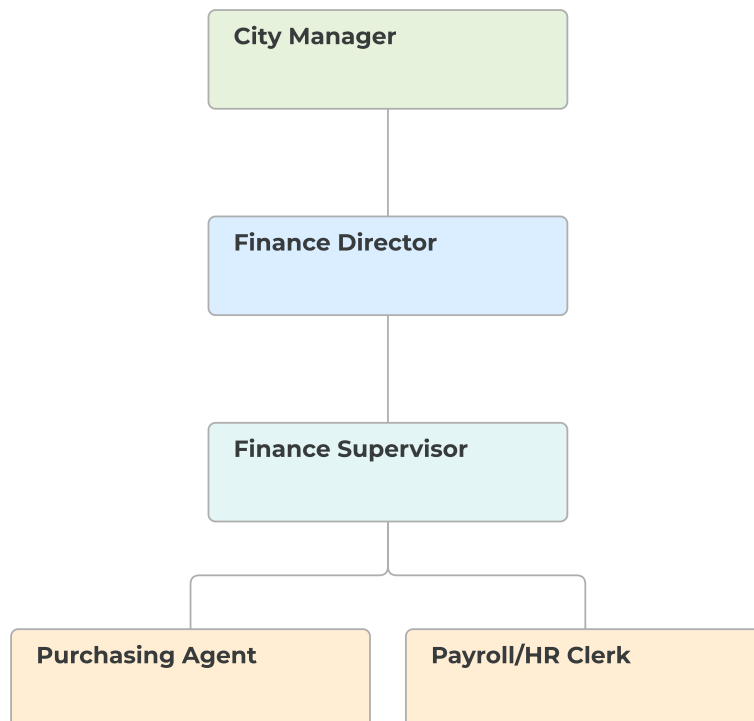 City Manager
Finance Director
Finance Supervisor
Purchasing Agent
Payroll/HR Clerk